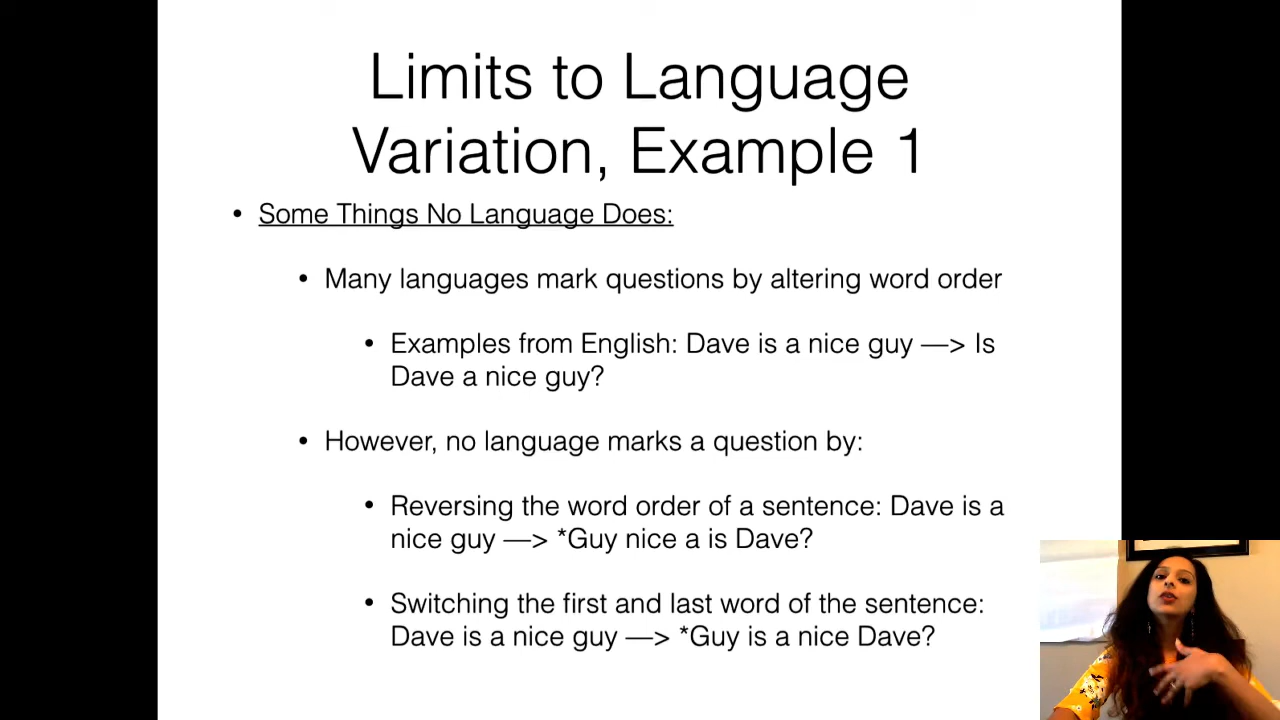 Limits to Language
Variation, Example 1
• Some Things No Language Does:
• Many languages mark questions by altering word order
• Examples from English: Dave is a nice guy —> Is
Dave a nice guy?
• However, no language marks a question by:
• Reversing the word order of a sentence: Dave is a
nice guy —> *Guy nice a is Dave?
• Switching the first and last word of the sentence:
Dave is a nice guy —> *Guy is a nice Dave?